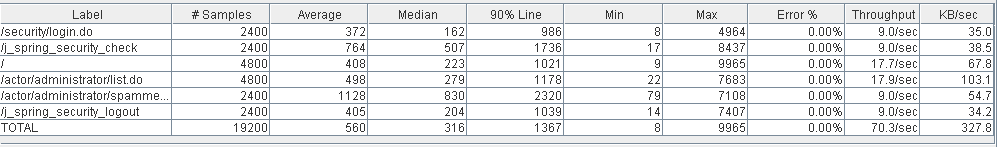 Label # Samples Average Median 90% Line Min Max Error % Throughput KB/sec
/security/login.do 2400 372 162 986 8 4964 0.00% 9.0/sec 35.0
/j_spring_security_check 2400 764 507 1736 17 8437 0.00% 9.0/sec 38.5
/ 4800 408 223 1021 9 9965 0.00% 17.7/sec 67.8
/actor/administrator/list.do 4800 498 279 1178 22 7683 0.00% 17.9/sec 103.1
/actor/administrator/spamme... 2400 1128 830 2320 79 7108 0.00% 9.0/sec 54.7
/j_spring_security_logout 2400 405 204 1039 14 7407 0.00% 9.0/sec 34.2
TOTAL 19200 560 316 1367 8 9965 0.00% 70.3/sec 327.8